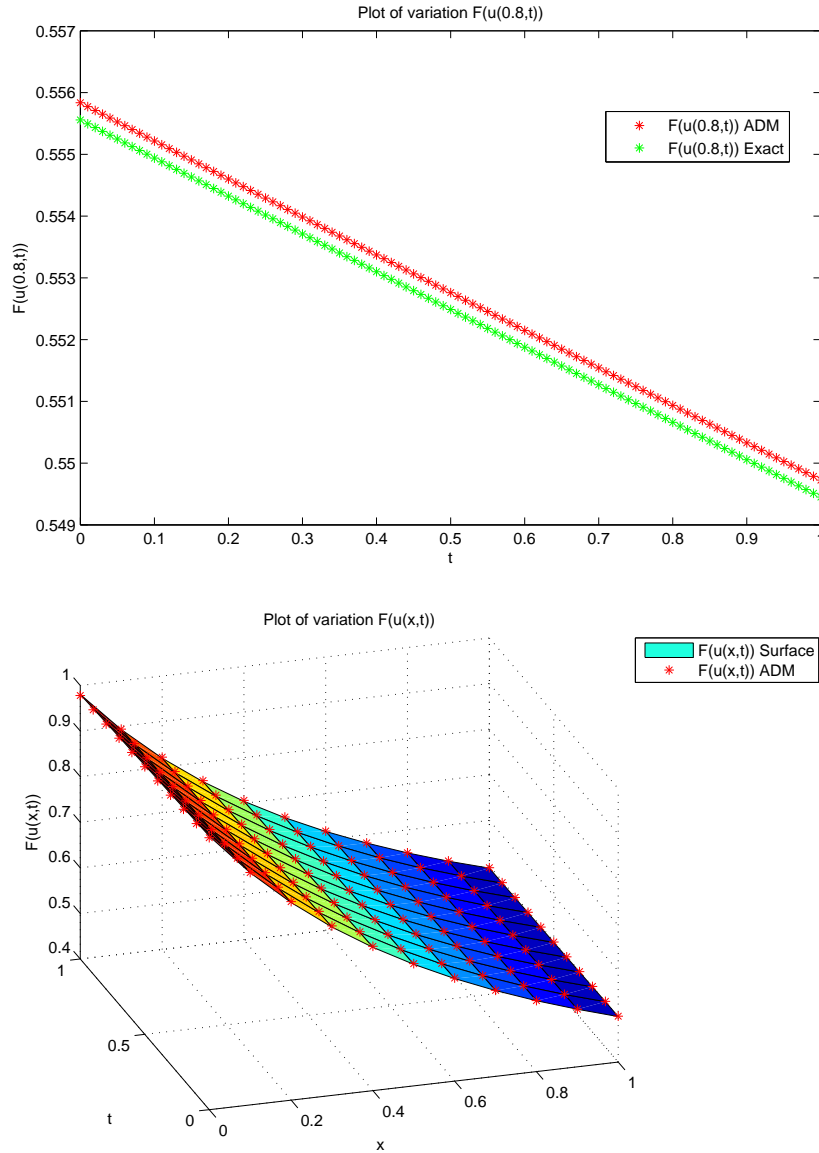 Plot of variation F(u(0.8,t))
0.557
0.556
0.555
0.554
0.553
0.552
0.551
0.55
0.549
F(u(0.8,t))
F(u(0.8,t)) ADM
F(u(0.8,t)) Exact
0 0.1 0.2 0.3 0.4 0.5 0.6 0.7 0.8 0.9 1
t
Plot of variation F(u(x,t))
F(u(x,t)) Surface
F(u(x,t)) ADM
1
0.9
0.8
0.7
0.6
0.5
0.4
F(u(x,t))
1
0.5
0
t
0 0.2 0.4 0.6 0.8 1
x